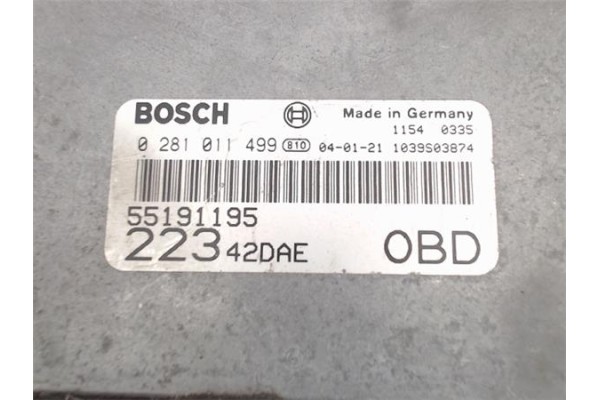 BOSCH Made in Germany
1154 0335
0 281 011 499 810 04-01-21 1039S03874
55191195
223 42DAE OBD